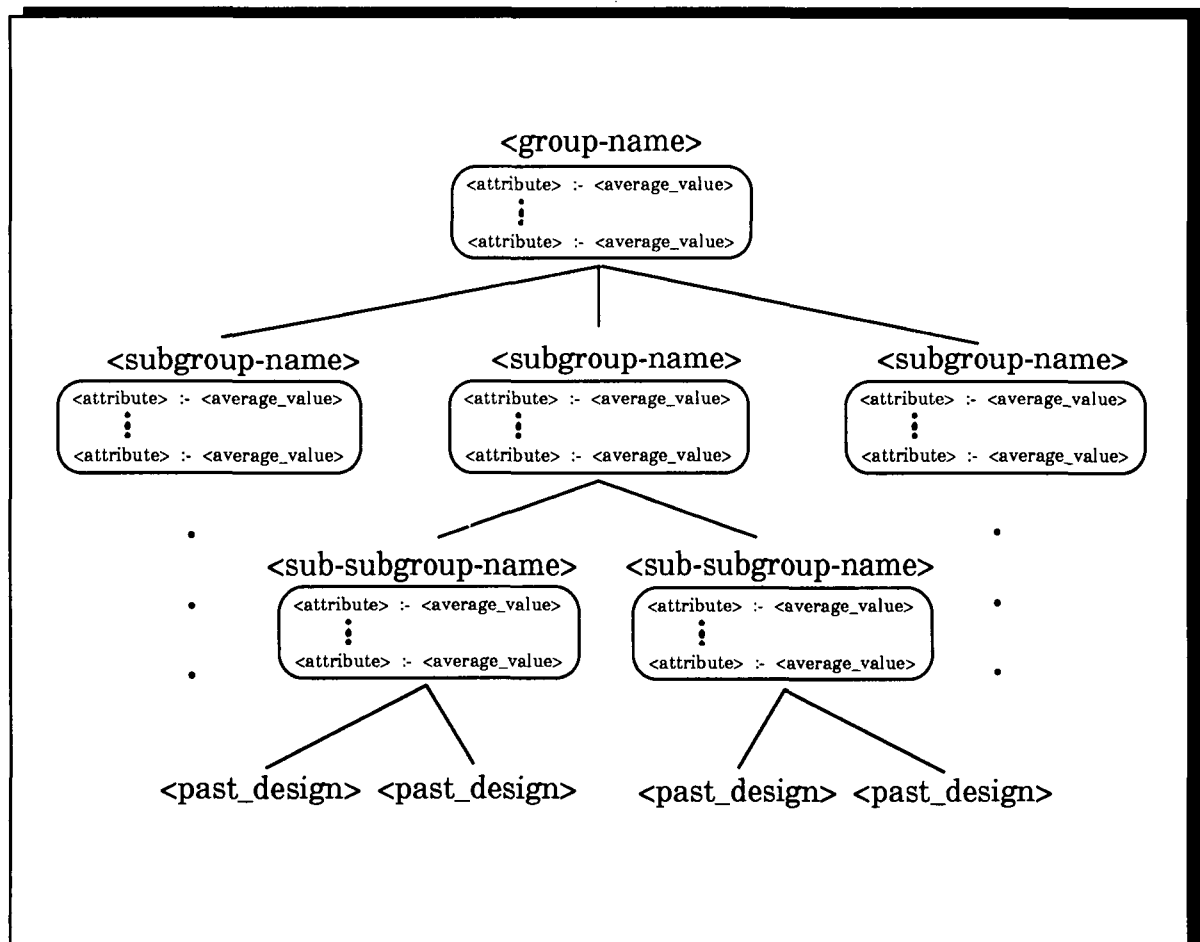 <group-name>
<attribute> :- <average_value>
<attribute> :- <average_value>
<subgroup-name> <subgroup-name> <subgroup-name>
<attribute> :- <average_value> <attribute> :- <average_value> <attribute> :- <average_value>
<attribute> :- <average_value> <attribute> :- <average_value> <attribute> :- <average_value>
<sub-subgroup-name> <sub-subgroup-name>
<attribute> :- <average_value> <attribute> :- <average_value>
<attribute> :- <average_value> <attribute> :- <average_value>
<past_design> <past_design> <past_design> <past_design>